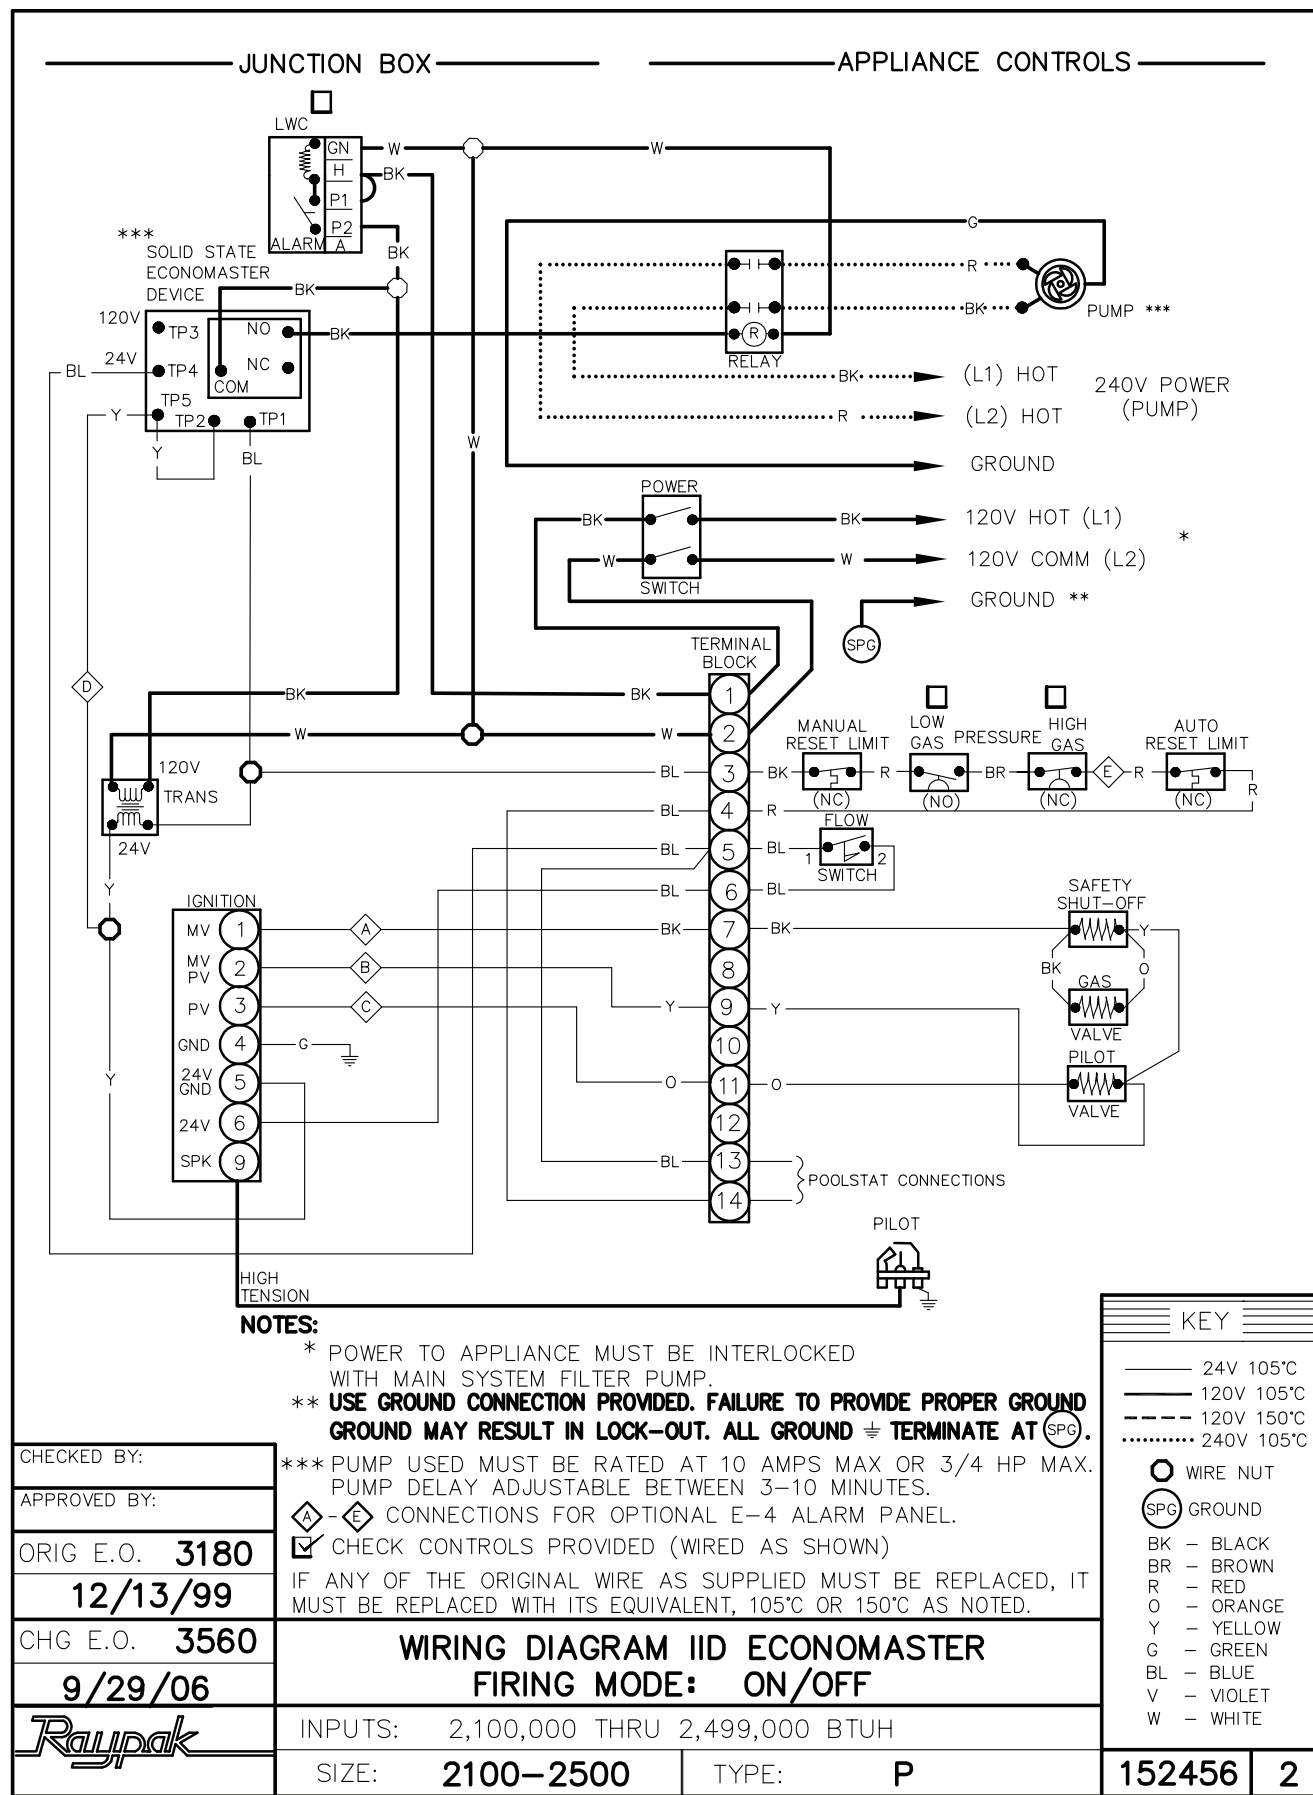 JUNCTION BOX
APPLIANCE CONTROLS
LWC
GN
W
W
H
BK
P1
P2
ALARM A
BK
G
***
SOLID STATE
ECONOMASTER
DEVICE
BK
R
BK
PUMP ***
120V
TP3
NO
BK
R
RELAY
24V
BL
TP4
NC
COM
BK
(L1) HOT
240V POWER
(PUMP)
R
(L2) HOT
TP5
Y
TP2
TP1
Y
BL
W
GROUND
POWER
BK
BK
120V HOT (L1)
*
W
W
120V COMM (L2)
SWITCH
GROUND **
SPG
TERMINAL
BLOCK
D
BK
BK
1
W
W
2
MANUAL
RESET LIMIT
LOW
GAS
PRESSURE
HIGH
GAS
AUTO
RESET LIMIT
120V
TRANS
24V
BL
3
BK
R
BR
E
R
R
(NC)
(NO)
(NC)
(NC)
BL
4
R
FLOW
BL
5
BL
1
2
SWITCH
BL
6
BL
Y
IGNITION
SAFETY
SHUT-OFF
MV
1
A
BK
7
BK
Y
MV
PV
2
B
8
BK
O
GAS
VALVE
PV
3
C
Y
9
Y
GND
4
G
10
PILOT
VALVE
24V
GND
5
Y
O
11
O
24V
6
12
SPK
9
BL
13
14
POOLSTAT CONNECTIONS
PILOT
HIGH
TENSION
NOTES:
* POWER TO APPLIANCE MUST BE INTERLOCKED
WITH MAIN SYSTEM FILTER PUMP.
** USE GROUND CONNECTION PROVIDED. FAILURE TO PROVIDE PROPER GROUND
GROUND MAY RESULT IN LOCK-OUT. ALL GROUND ⏚ TERMINATE AT SPG.
*** PUMP USED MUST BE RATED AT 10 AMPS MAX OR 3/4 HP MAX.
PUMP DELAY ADJUSTABLE BETWEEN 3-10 MINUTES.
A - E CONNECTIONS FOR OPTIONAL E-4 ALARM PANEL.
CHECK CONTROLS PROVIDED (WIRED AS SHOWN)
IF ANY OF THE ORIGINAL WIRE AS SUPPLIED MUST BE REPLACED, IT
MUST BE REPLACED WITH ITS EQUIVALENT, 105°C OR 150°C AS NOTED.
KEY
24V 105°C
120V 105°C
120V 150°C
240V 105°C
WIRE NUT
SPG GROUND
BK - BLACK
BR - BROWN
R - RED
O - ORANGE
Y - YELLOW
G - GREEN
BL - BLUE
V - VIOLET
W - WHITE
CHECKED BY:
APPROVED BY:
ORIG E.O. 3180
12/13/99
CHG E.O. 3560
9/29/06
Raypak
WIRING DIAGRAM IID ECONOMASTER
FIRING MODE: ON/OFF
INPUTS: 2,100,000 THRU 2,499,000 BTUH
SIZE: 2100-2500
TYPE: P
152456
2